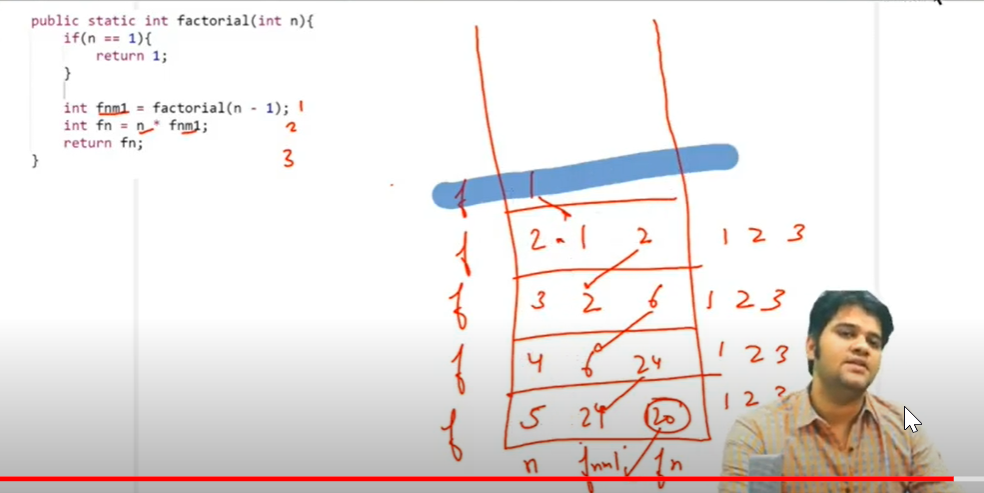 public static int factorial(int n){
if(n == 1){
return 1;
}
int fnm1 = factorial(n - 1); 1
int fn = n * fnm1; 2
return fn;
3
}
f 1
f 2 1 2 1 2 3
f 3 2 6 1 2 3
f 4 6 24 1 2 3
f 5 24 120 1 2
n fnm1 fn